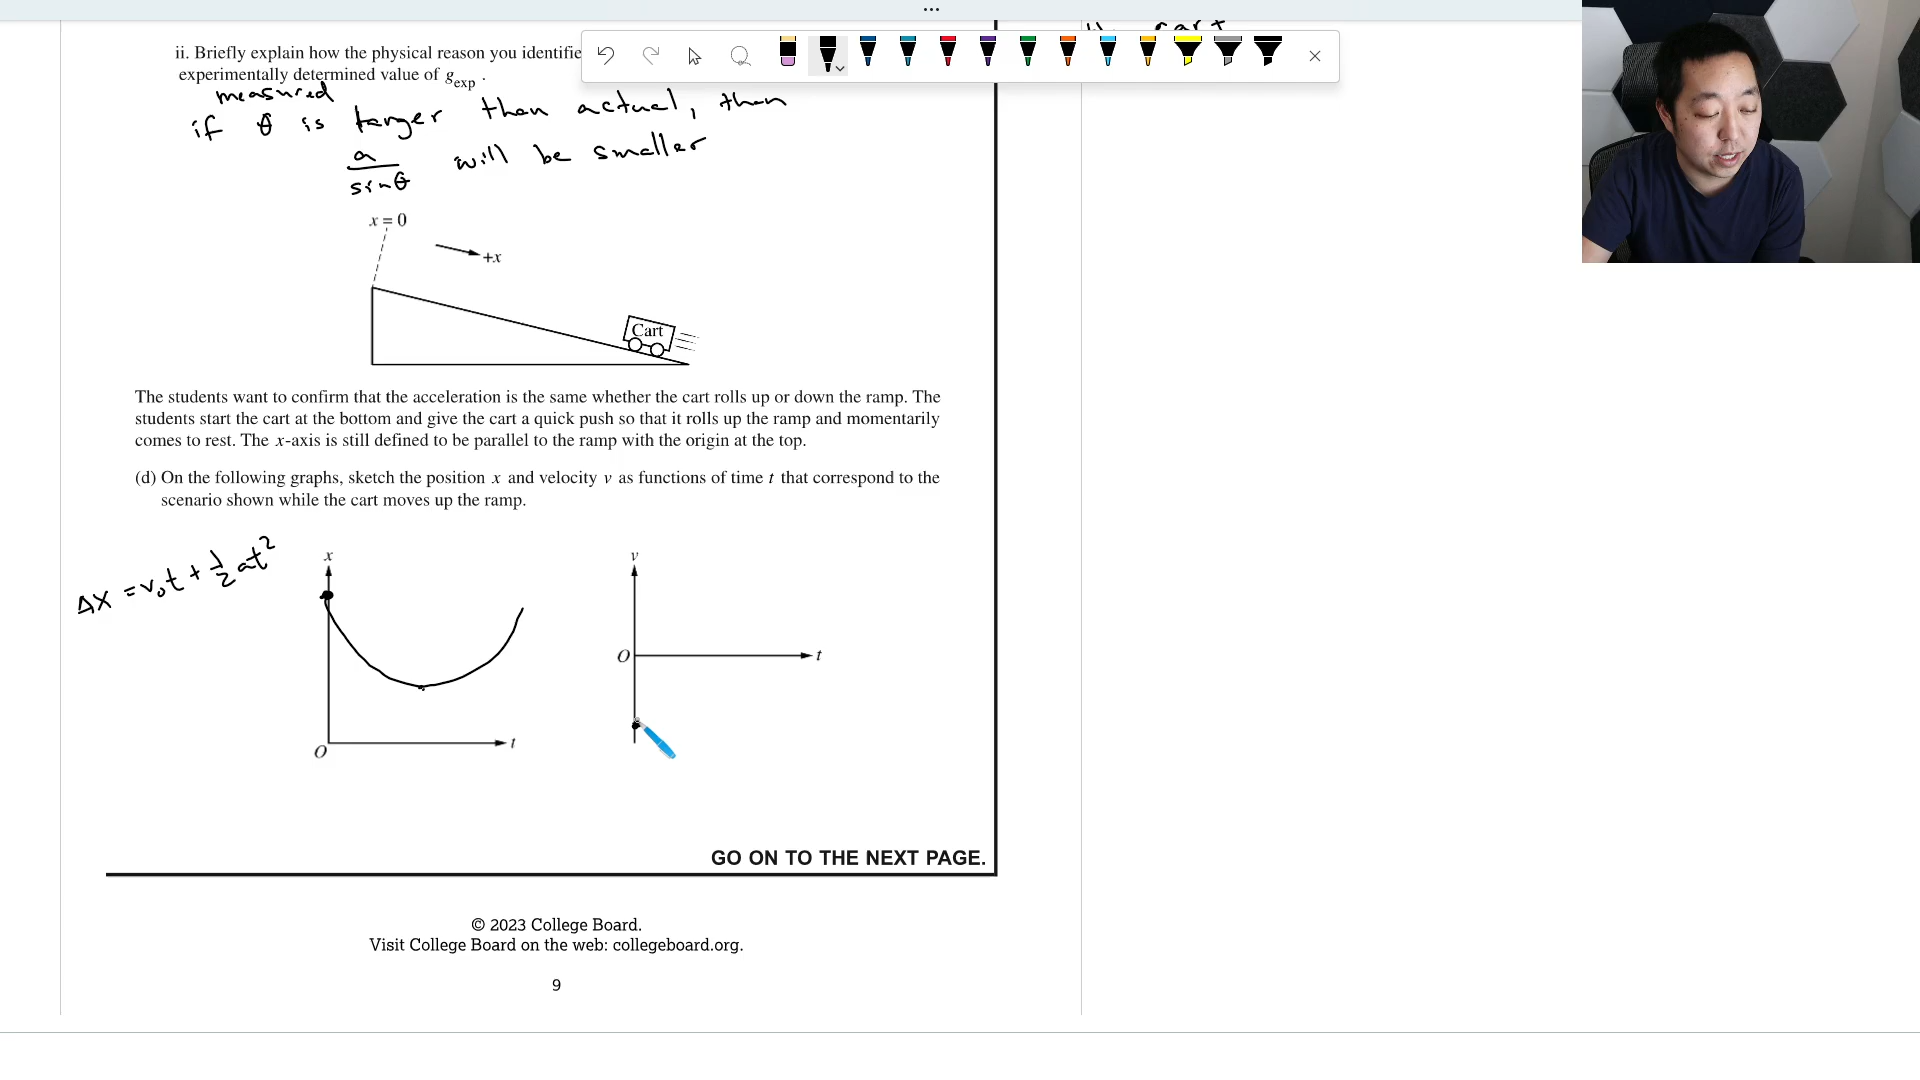 ii. Briefly explain how the physical reason you identifie
experimentally determined value of gexp .
measured
if θ is larger than actual, then
a
sinθ
will be smaller
x = 0
+x
Cart
The students want to confirm that the acceleration is the same whether the cart rolls up or down the ramp. The
students start the cart at the bottom and give the cart a quick push so that it rolls up the ramp and momentarily
comes to rest. The x-axis is still defined to be parallel to the ramp with the origin at the top.
(d) On the following graphs, sketch the position x and velocity v as functions of time t that correspond to the
scenario shown while the cart moves up the ramp.
Δx = v₀t + ½at²
x
O
t
v
O
t
GO ON TO THE NEXT PAGE.
© 2023 College Board.
Visit College Board on the web: collegeboard.org.
9